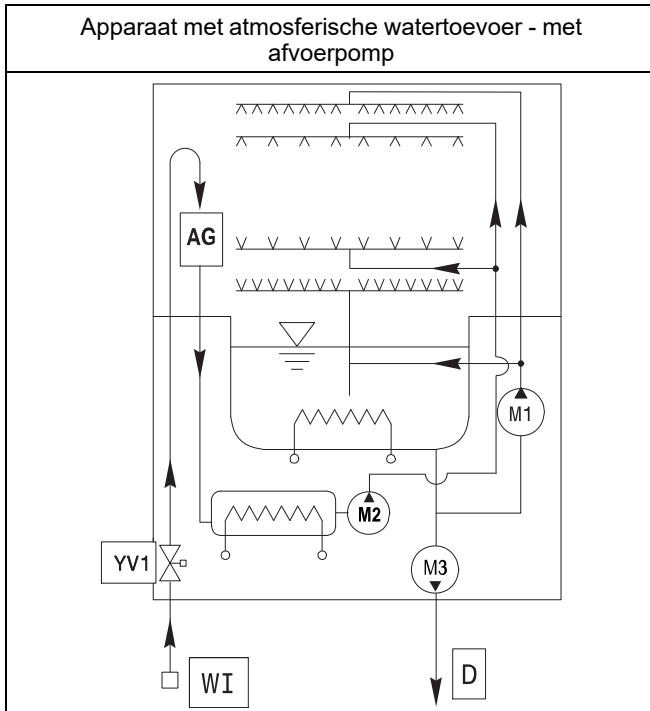 Apparaat met atmosferische watertoevoer - met
afvoerpomp
AG
M1
M2
YV1
M3
WI
D